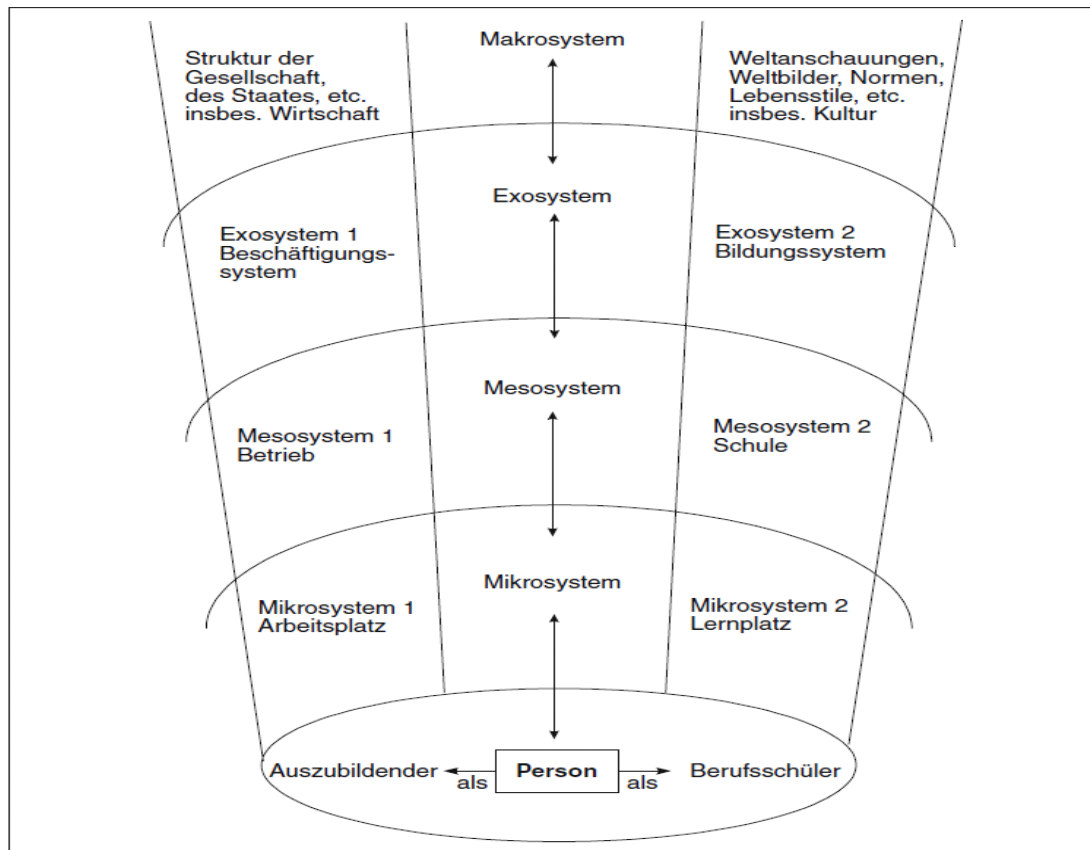 Makrosystem
Struktur der
Gesellschaft,
des Staates, etc.
insbes. Wirtschaft
Weltanschauungen,
Weltbilder, Normen,
Lebensstile, etc.
insbes. Kultur
Exosystem
Exosystem 1
Beschäftigungs-
system
Exosystem 2
Bildungssystem
Mesosystem
Mesosystem 1
Betrieb
Mesosystem 2
Schule
Mikrosystem
Mikrosystem 1
Arbeitsplatz
Mikrosystem 2
Lernplatz
Auszubildender
als
Person
als
Berufsschüler